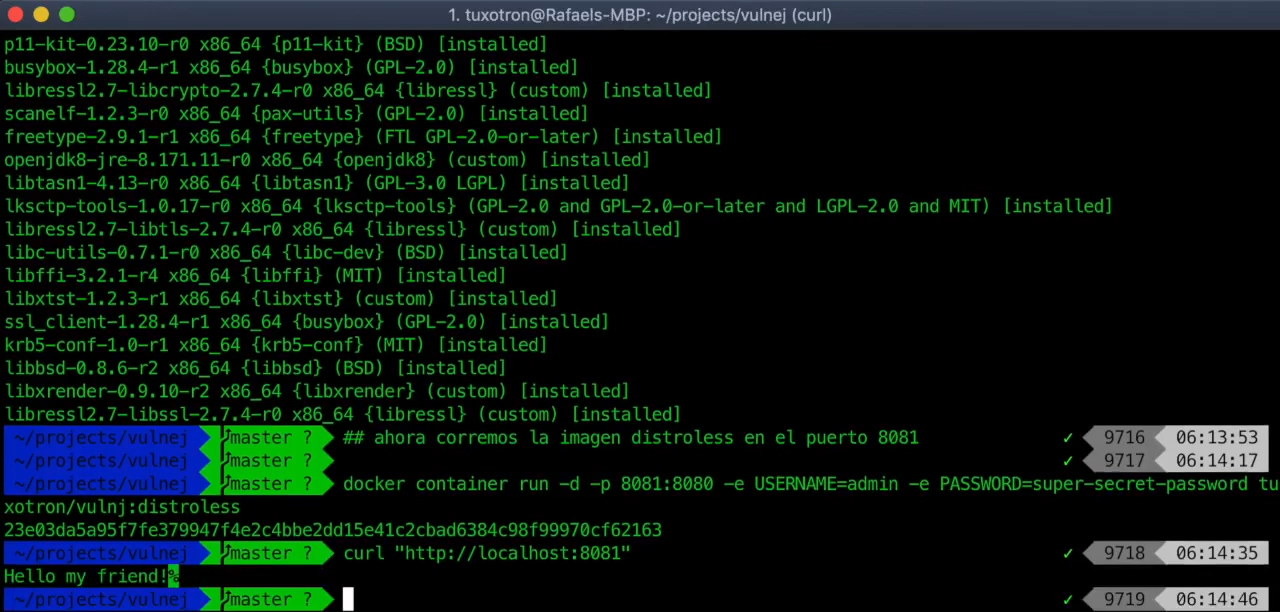 1. tuxotron@Rafaels-MBP: ~/projects/vulnej (curl)
p11-kit-0.23.10-r0 x86_64 {p11-kit} (BSD) [installed]
busybox-1.28.4-r1 x86_64 {busybox} (GPL-2.0) [installed]
libressl2.7-libcrypto-2.7.4-r0 x86_64 {libressl} (custom) [installed]
scanelf-1.2.3-r0 x86_64 {pax-utils} (GPL-2.0) [installed]
freetype-2.9.1-r1 x86_64 {freetype} (FTL GPL-2.0-or-later) [installed]
openjdk8-jre-8.171.11-r0 x86_64 {openjdk8} (custom) [installed]
libtasn1-4.13-r0 x86_64 {libtasn1} (GPL-3.0 LGPL) [installed]
lksctp-tools-1.0.17-r0 x86_64 {lksctp-tools} (GPL-2.0 and GPL-2.0-or-later and LGPL-2.0 and MIT) [installed]
libressl2.7-libtls-2.7.4-r0 x86_64 {libressl} (custom) [installed]
libc-utils-0.7.1-r0 x86_64 {libc-dev} (BSD) [installed]
libffi-3.2.1-r4 x86_64 {libffi} (MIT) [installed]
libxtst-1.2.3-r1 x86_64 {libxtst} (custom) [installed]
ssl_client-1.28.4-r1 x86_64 {busybox} (GPL-2.0) [installed]
krb5-conf-1.0-r1 x86_64 {krb5-conf} (MIT) [installed]
libbsd-0.8.6-r2 x86_64 {libbsd} (BSD) [installed]
libxrender-0.9.10-r2 x86_64 {libxrender} (custom) [installed]
libressl2.7-libssl-2.7.4-r0 x86_64 {libressl} (custom) [installed]
~/projects/vulnej master ? ## ahora corremos la imagen distroless en el puerto 8081 ✓ 9716 06:13:53
~/projects/vulnej master ? ✓ 9717 06:14:17
~/projects/vulnej master ? docker container run -d -p 8081:8080 -e USERNAME=admin -e PASSWORD=super-secret-password tu
xotron/vulnj:distroless
23e03da5a95f7fe379947f4e2c4bbe2dd15e41c2cbad6384c98f99970cf62163
~/projects/vulnej master ? curl "http://localhost:8081" ✓ 9718 06:14:35
Hello my friend!%
~/projects/vulnej master ? ✓ 9719 06:14:46